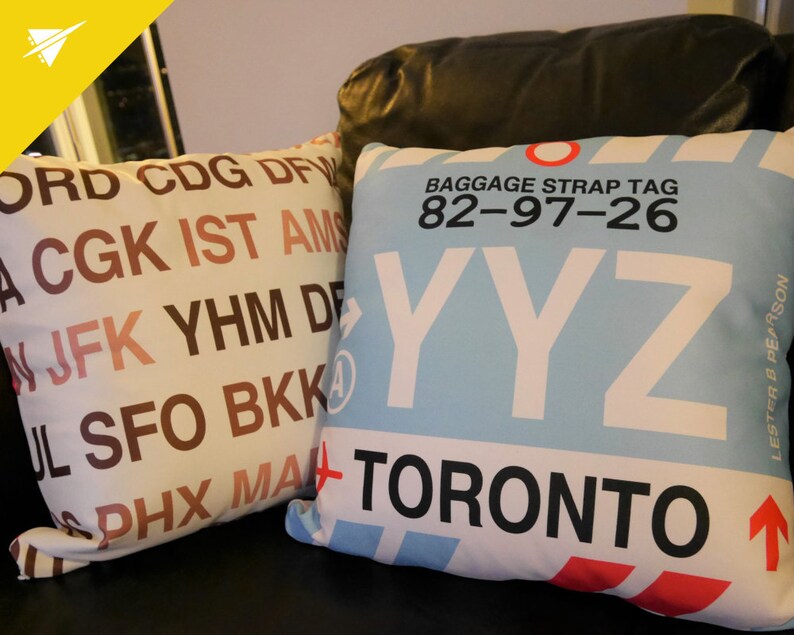 ORD CDG DFW
A CGK IST AMS
N JFK YHM
UL SFO BKK
PHX
BAGGAGE STRAP TAG
82-97-26
YYZ
LESTER B PEARSON
A
TORONTO